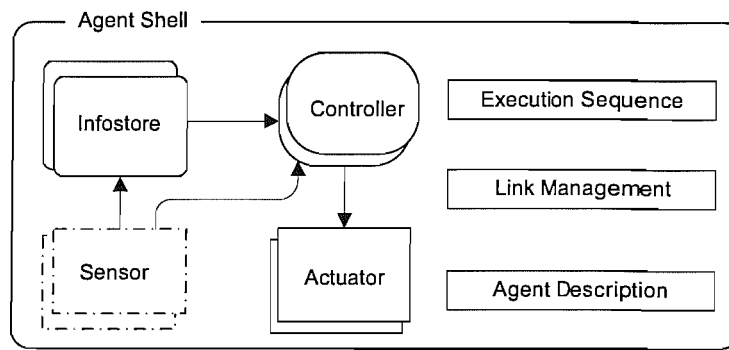 Agent Shell
Infostore
Controller
Execution Sequence
Link Management
Sensor
Actuator
Agent Description